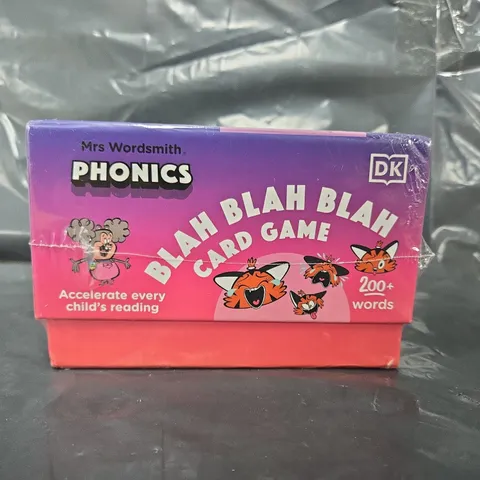 Mrs Wordsmith
PHONICS
DK
BLAH BLAH BLAH
CARD GAME
Accelerate every
child's reading
200+
words